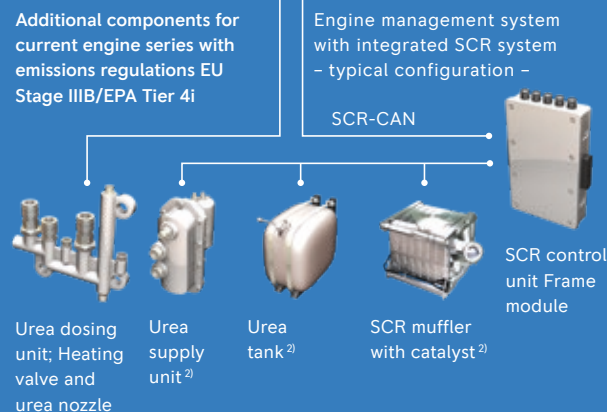 Additional components for
current engine series with
emissions regulations EU
Stage IIIB/EPA Tier 4i
Engine management system
with integrated SCR system
– typical configuration –
SCR-CAN
SCR control
unit Frame
module
Urea dosing
unit; Heating
valve and
urea nozzle
Urea
supply
unit 2)
Urea
tank 2)
SCR muffler
with catalyst 2)